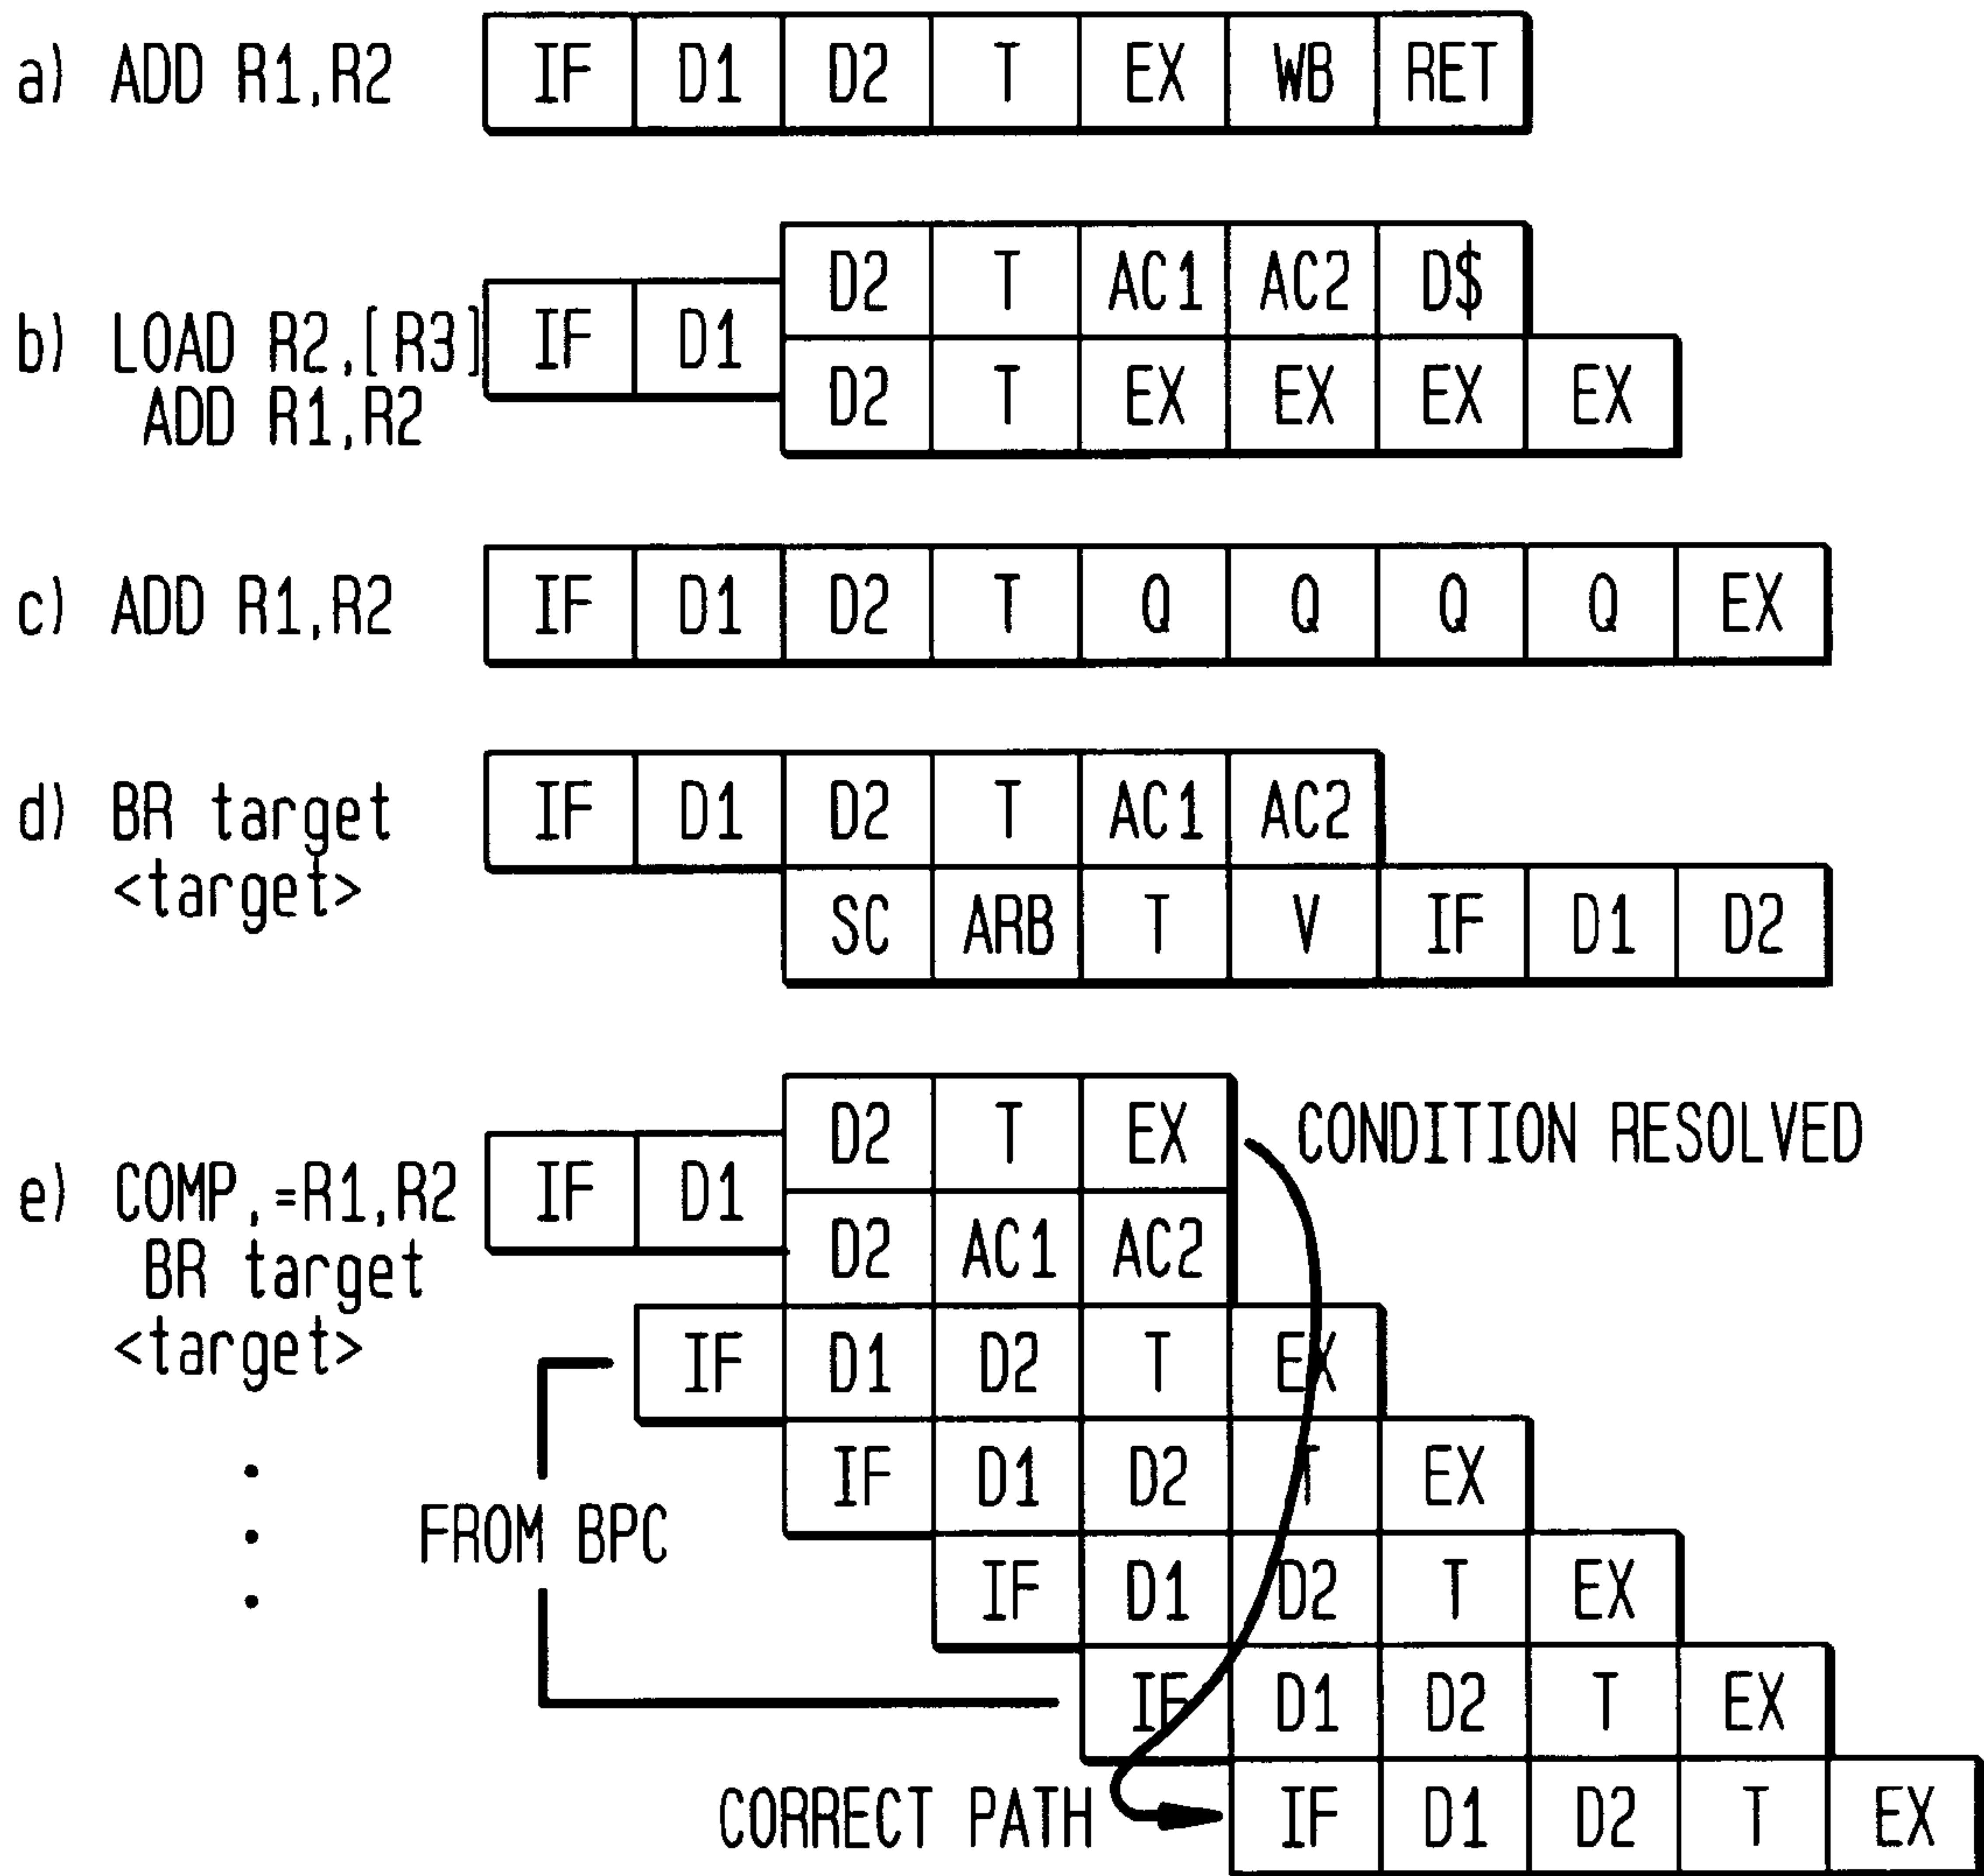 a) ADD R1,R2 IF D1 D2 T EX WB RET
D2 T AC1 AC2 D$
b) LOAD R2,[R3] IF D1
ADD R1,R2 D2 T EX EX EX EX
c) ADD R1,R2 IF D1 D2 T Q Q Q Q EX
d) BR target IF D1 D2 T AC1 AC2
<target> SC ARB T V IF D1 D2
D2 T EX CONDITION RESOLVED
e) COMP,=R1,R2 IF D1
BR target D2 AC1 AC2
<target> IF D1 D2 T EX
IF D1 D2 T EX
FROM BPC
IF D1 D2 T EX
IF D1 D2 T EX
CORRECT PATH IF D1 D2 T EX